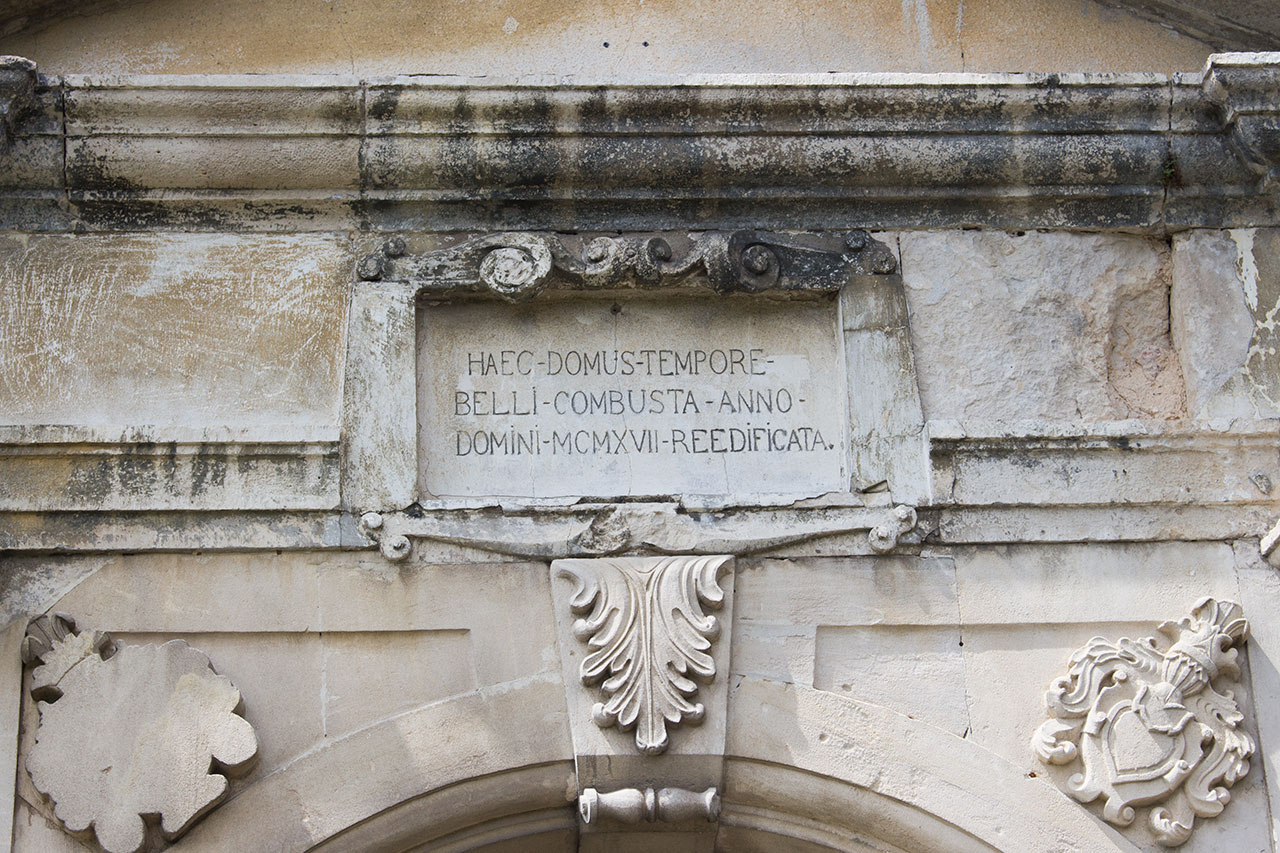 HAEC-DOMUS-TEMPORE-
BELLI-COMBUSTA-ANNO-
DOMINI-MCMXVII-REEDIFICATA.